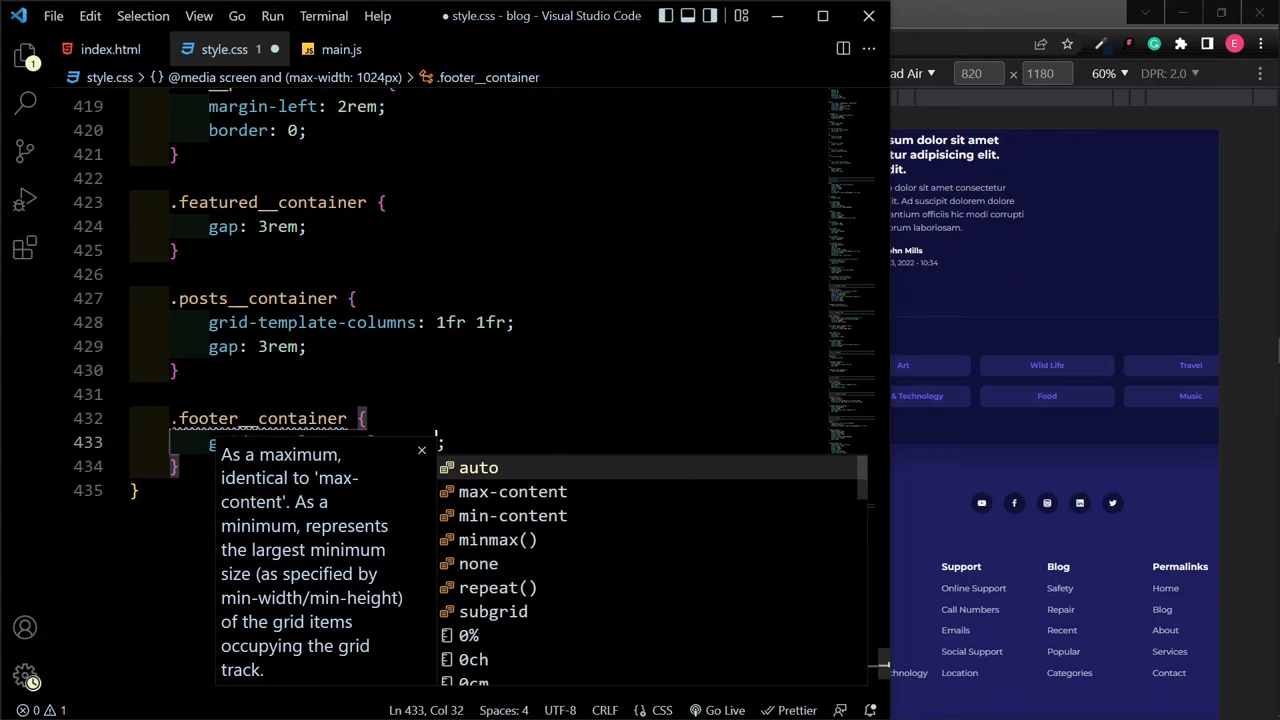 File Edit Selection View Go Run Terminal Help ● style.css - blog - Visual Studio Code
index.html style.css 1 ● JS main.js
style.css > {} @media screen and (max-width: 1024px) > .footer__container
419 margin-left: 2rem;
420 border: 0;
421 }
422
423 .featured__container {
424 gap: 3rem;
425 }
426
427 .posts__container {
428 grid-template-columns: 1fr 1fr;
429 gap: 3rem;
430 }
431
432 .footer__container {
433 ;
434 }
435 }
As a maximum,
identical to 'max-
content'. As a
minimum, represents
the largest minimum
size (as specified by
min-width/min-height)
of the grid items
occupying the grid
track.
auto
max-content
min-content
minmax()
none
repeat()
subgrid
0%
0ch
0cm
0 1 Ln 433, Col 32 Spaces: 4 UTF-8 CRLF {} CSS Go Live Prettier
E
ad Air 820 × 1180 60% DPR: 2.0
sum dolor sit amet
tur adipisicing elit.
dit.
dolor sit amet consectetur
it. Ad suscipit dolorem dolore
antium officiis hic modi corrupti
rum laboriosam.
hn Mills
3, 2022 - 10:34
Art Wild Life Travel
& Technology Food Music
Support Blog Permalinks
Online Support Safety Home
Call Numbers Repair Blog
Emails Recent About
Social Support Popular Services
hnology Location Categories Contact